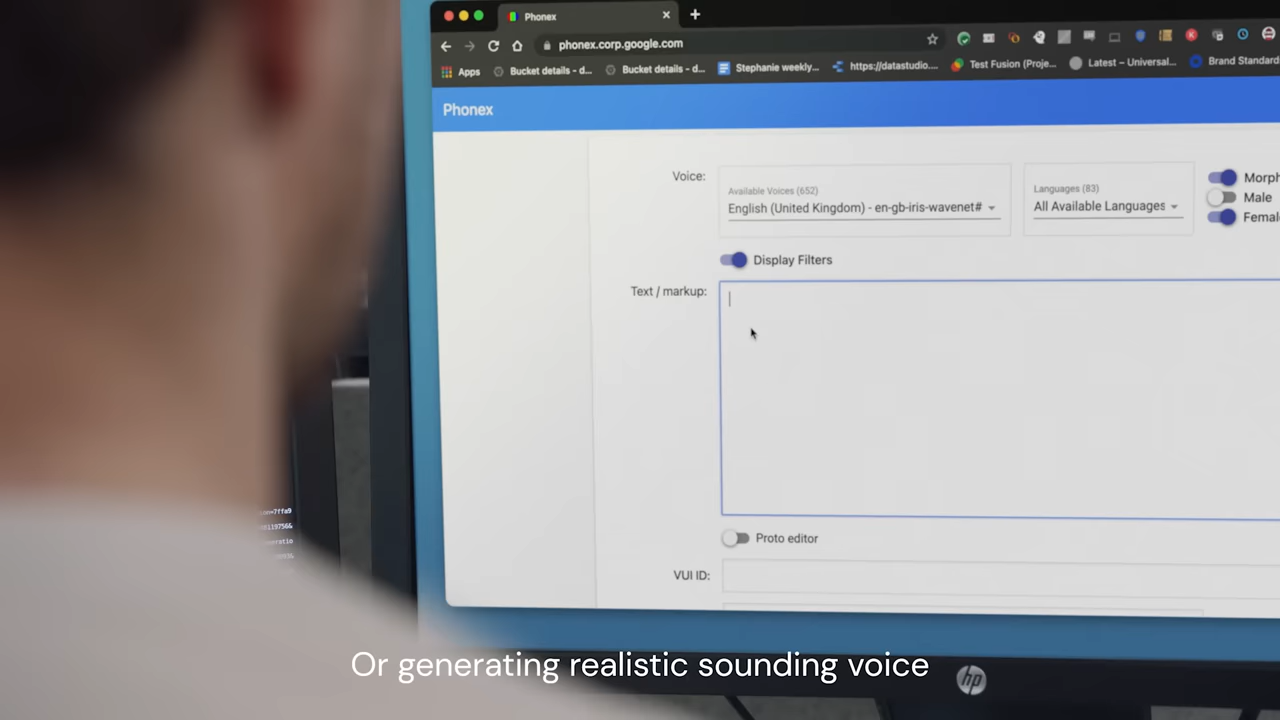 Phonex
phonex.corp.google.com
Apps Bucket details - d... Bucket details - d... Stephanie weekly... https://datastudio.... Test Fusion (Proje... Latest – Universal... Brand Standard
Phonex
Voice:
Available Voices (652)
English (United Kingdom) - en-gb-iris-wavenet#
Languages (83)
All Available Languages
Morph
Male
Femal
Display Filters
Text / markup:
Proto editor
VUI ID:
Or generating realistic sounding voice
hp